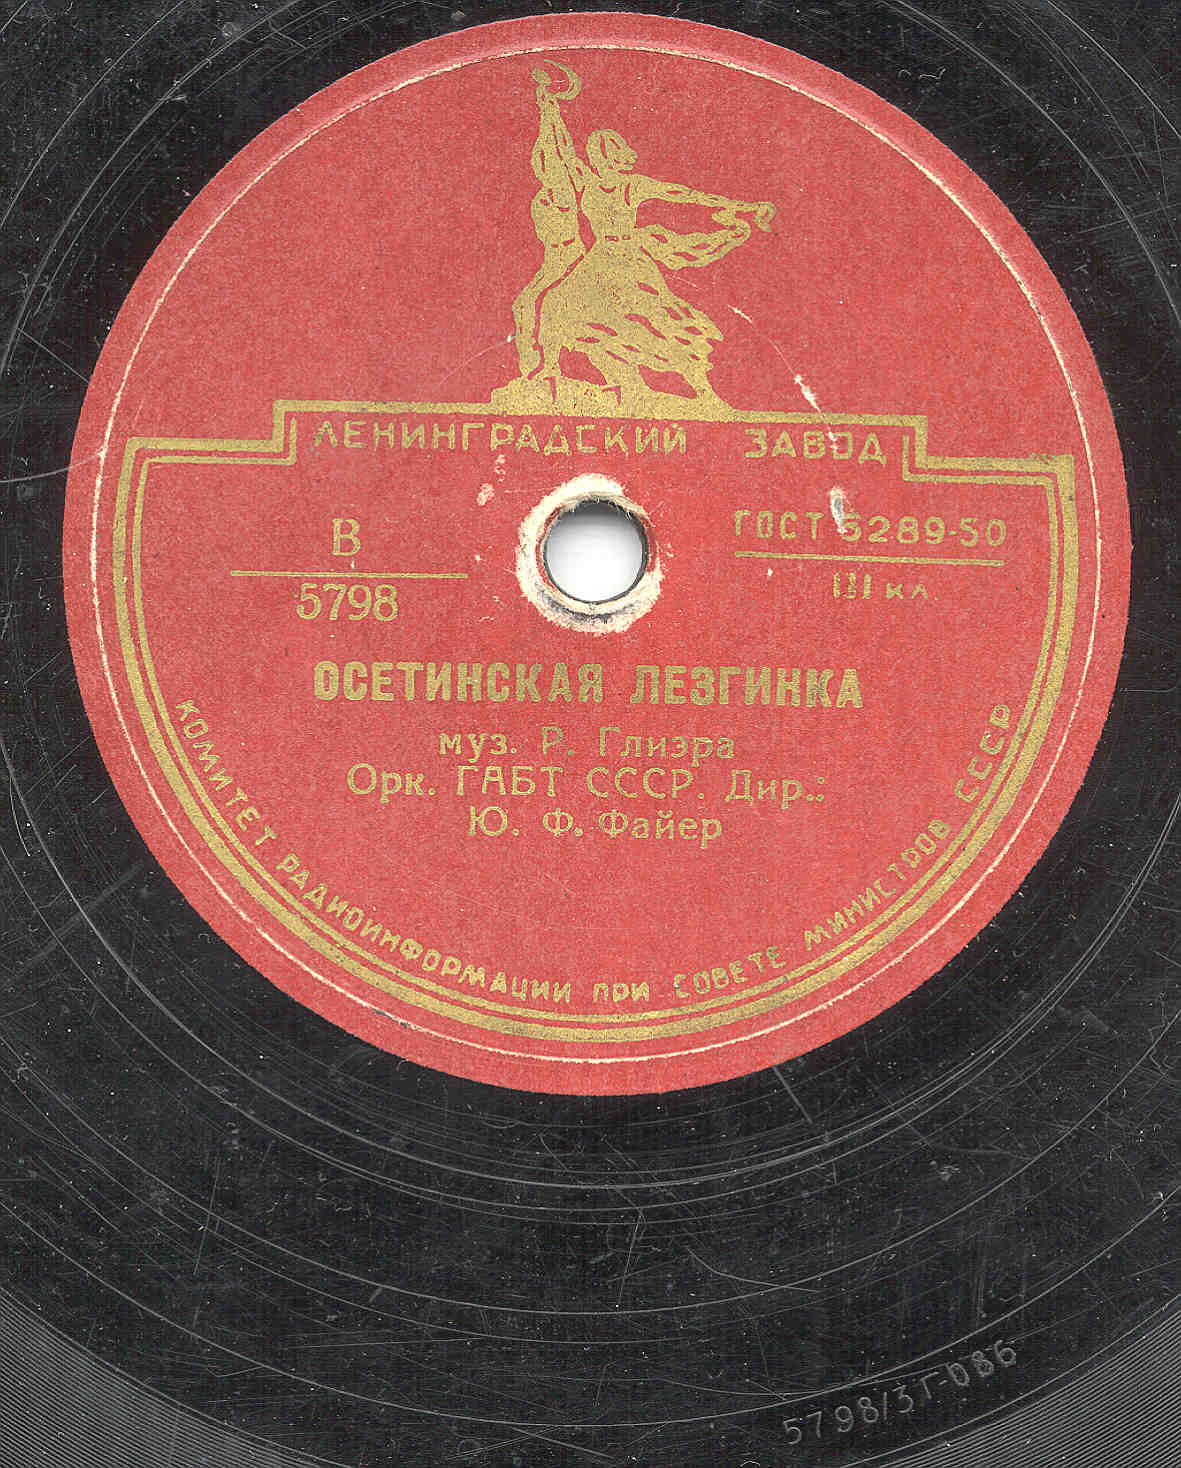 ЛЕНИНГРАДСКИЙ ЗАВОД
В
5798
ГОСТ 5289-50
III кл.
ОСЕТИНСКАЯ ЛЕЗГИНКА
муз. Р. Глиэра
Орк. ГАБТ СССР. Дир.:
Ю. Ф. Файер
КОМИТЕТ РАДИОИНФОРМАЦИИ ПРИ СОВЕТЕ МИНИСТРОВ СССР
5798/3Г-086